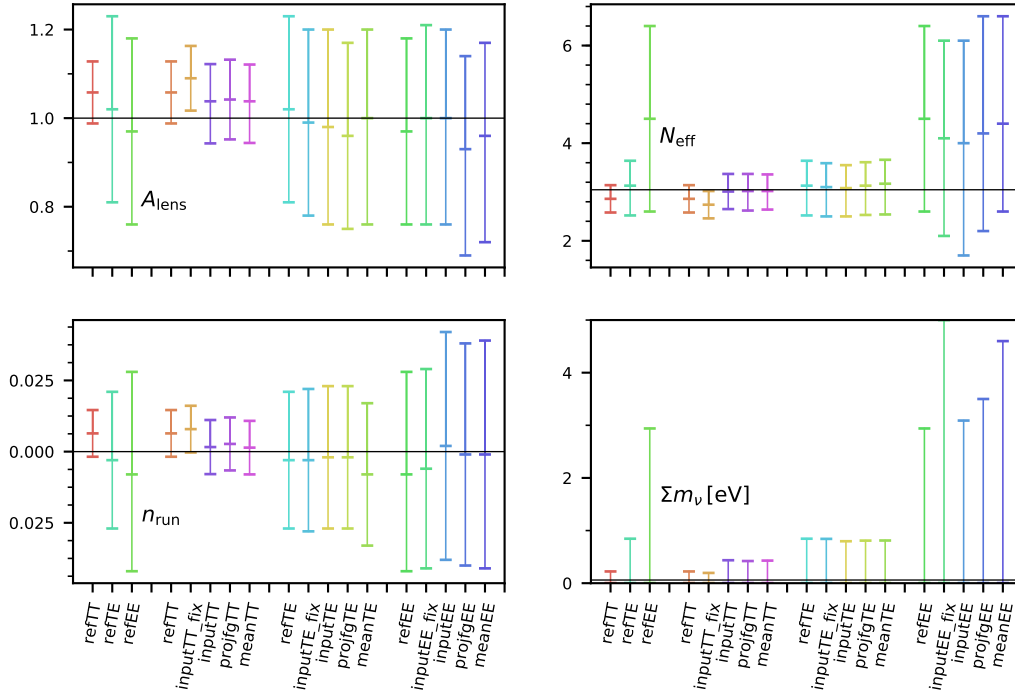 1.2
1.0
0.8
A_lens
6
4
2
N_eff
0.025
0.000
0.025
n_run
4
2
0
Σm_ν [eV]
refTT
refTE
refEE
refTT
inputTT_fix
inputTT
projfgTT
meanTT
refTE
inputTE_fix
inputTE
projfgTE
meanTE
refEE
inputEE_fix
inputEE
projfgEE
meanEE
refTT
refTE
refEE
refTT
inputTT_fix
inputTT
projfgTT
meanTT
refTE
inputTE_fix
inputTE
projfgTE
meanTE
refEE
inputEE_fix
inputEE
projfgEE
meanEE